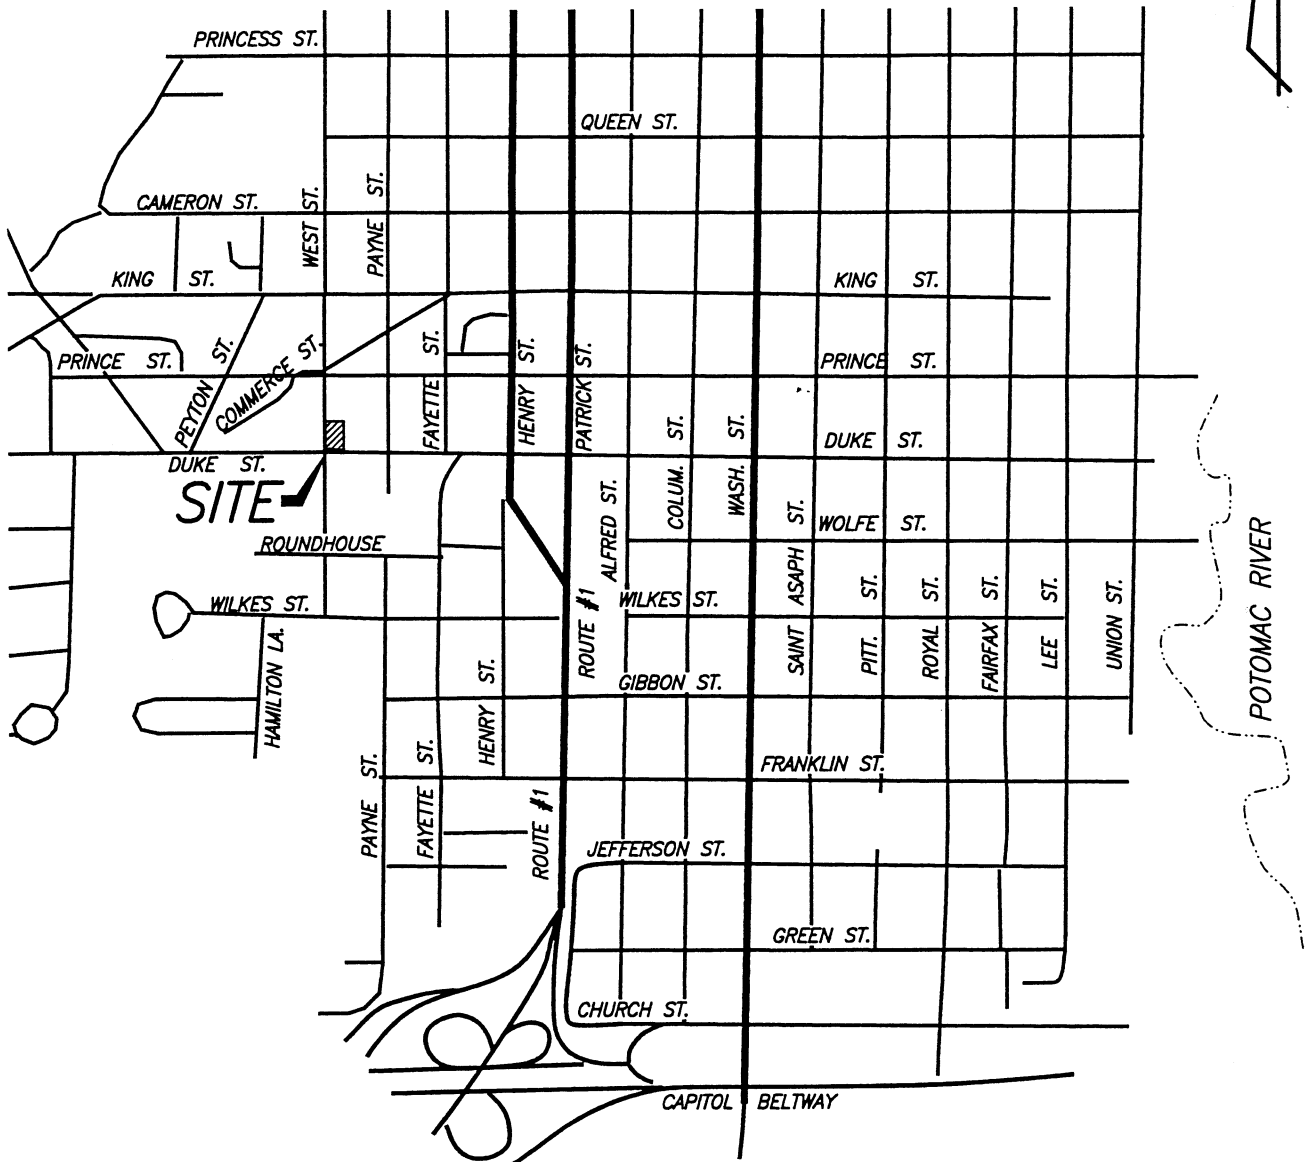 PRINCESS ST.
QUEEN ST.
CAMERON ST.
WEST ST.
PAYNE ST.
KING ST.
KING ST.
PRINCE ST.
PEYTON ST.
COMMERCE ST.
FAYETTE ST.
HENRY ST.
PATRICK ST.
PRINCE ST.
DUKE ST.
DUKE ST.
SITE
COLUM. ST.
WASH. ST.
ALFRED ST.
WOLFE ST.
ROUNDHOUSE
WILKES ST.
HAMILTON LA.
ROUTE #1
WILKES ST.
SAINT ASAPH ST.
PITT. ST.
ROYAL ST.
FAIRFAX ST.
LEE ST.
UNION ST.
POTOMAC RIVER
GIBBON ST.
HENRY ST.
PAYNE ST.
FAYETTE ST.
FRANKLIN ST.
ROUTE #1
JEFFERSON ST.
GREEN ST.
CHURCH ST.
CAPITOL BELTWAY